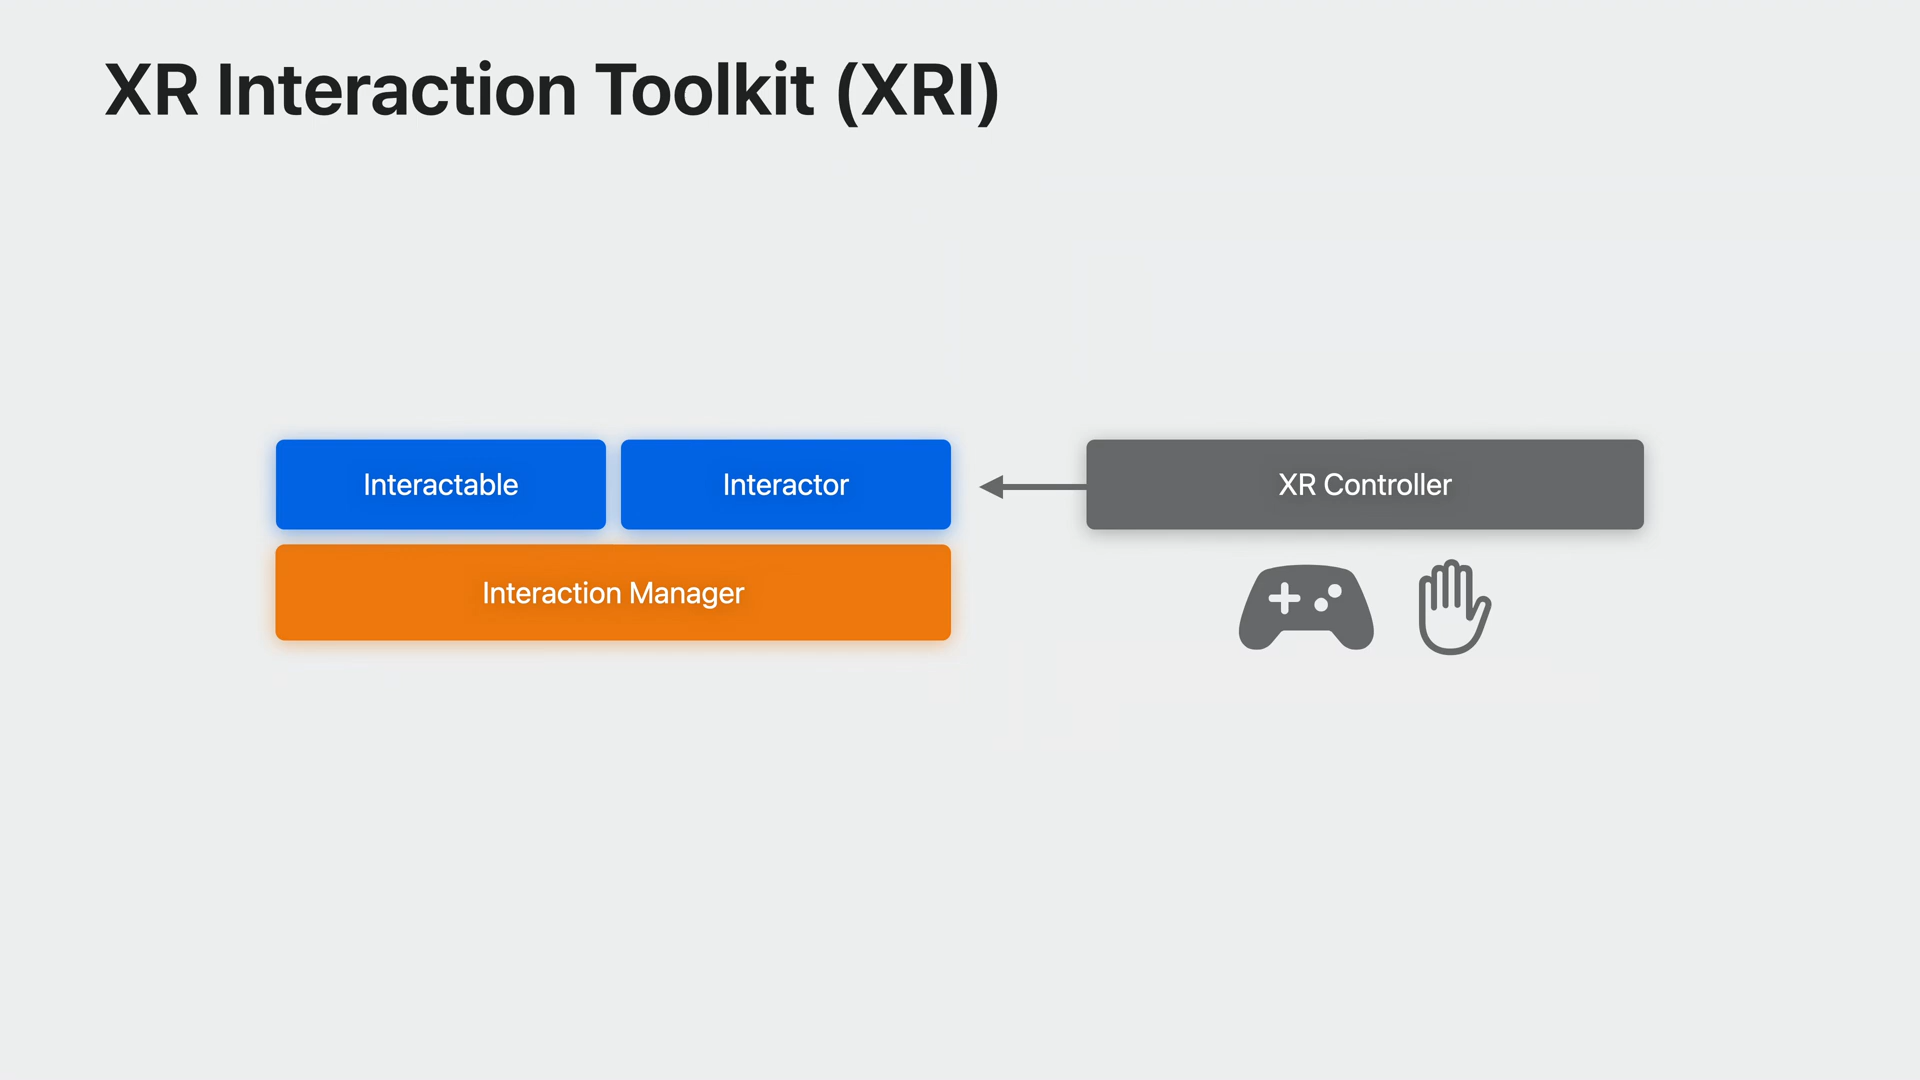 XR Interaction Toolkit (XRI)
Interactable
Interactor
XR Controller
Interaction Manager